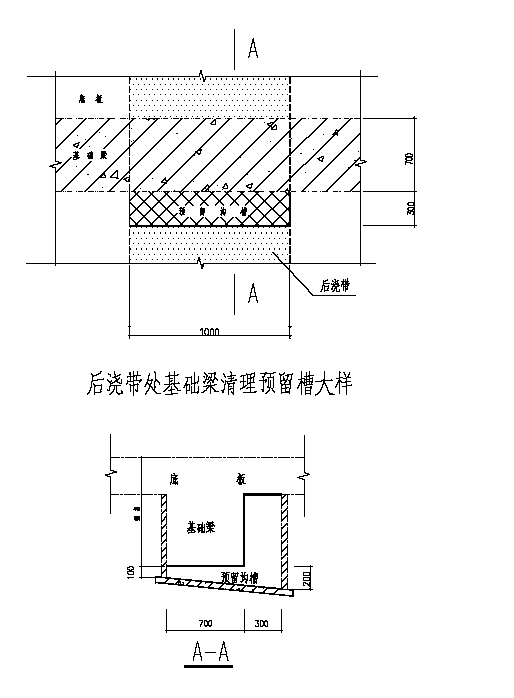 A
底 板
基 础 梁
700
预 留 沟 槽
300
A
后浇带
1000
后浇带处基础梁清理预留槽大样
底 板
基础梁
100
预留沟槽
200
700
300
A-A